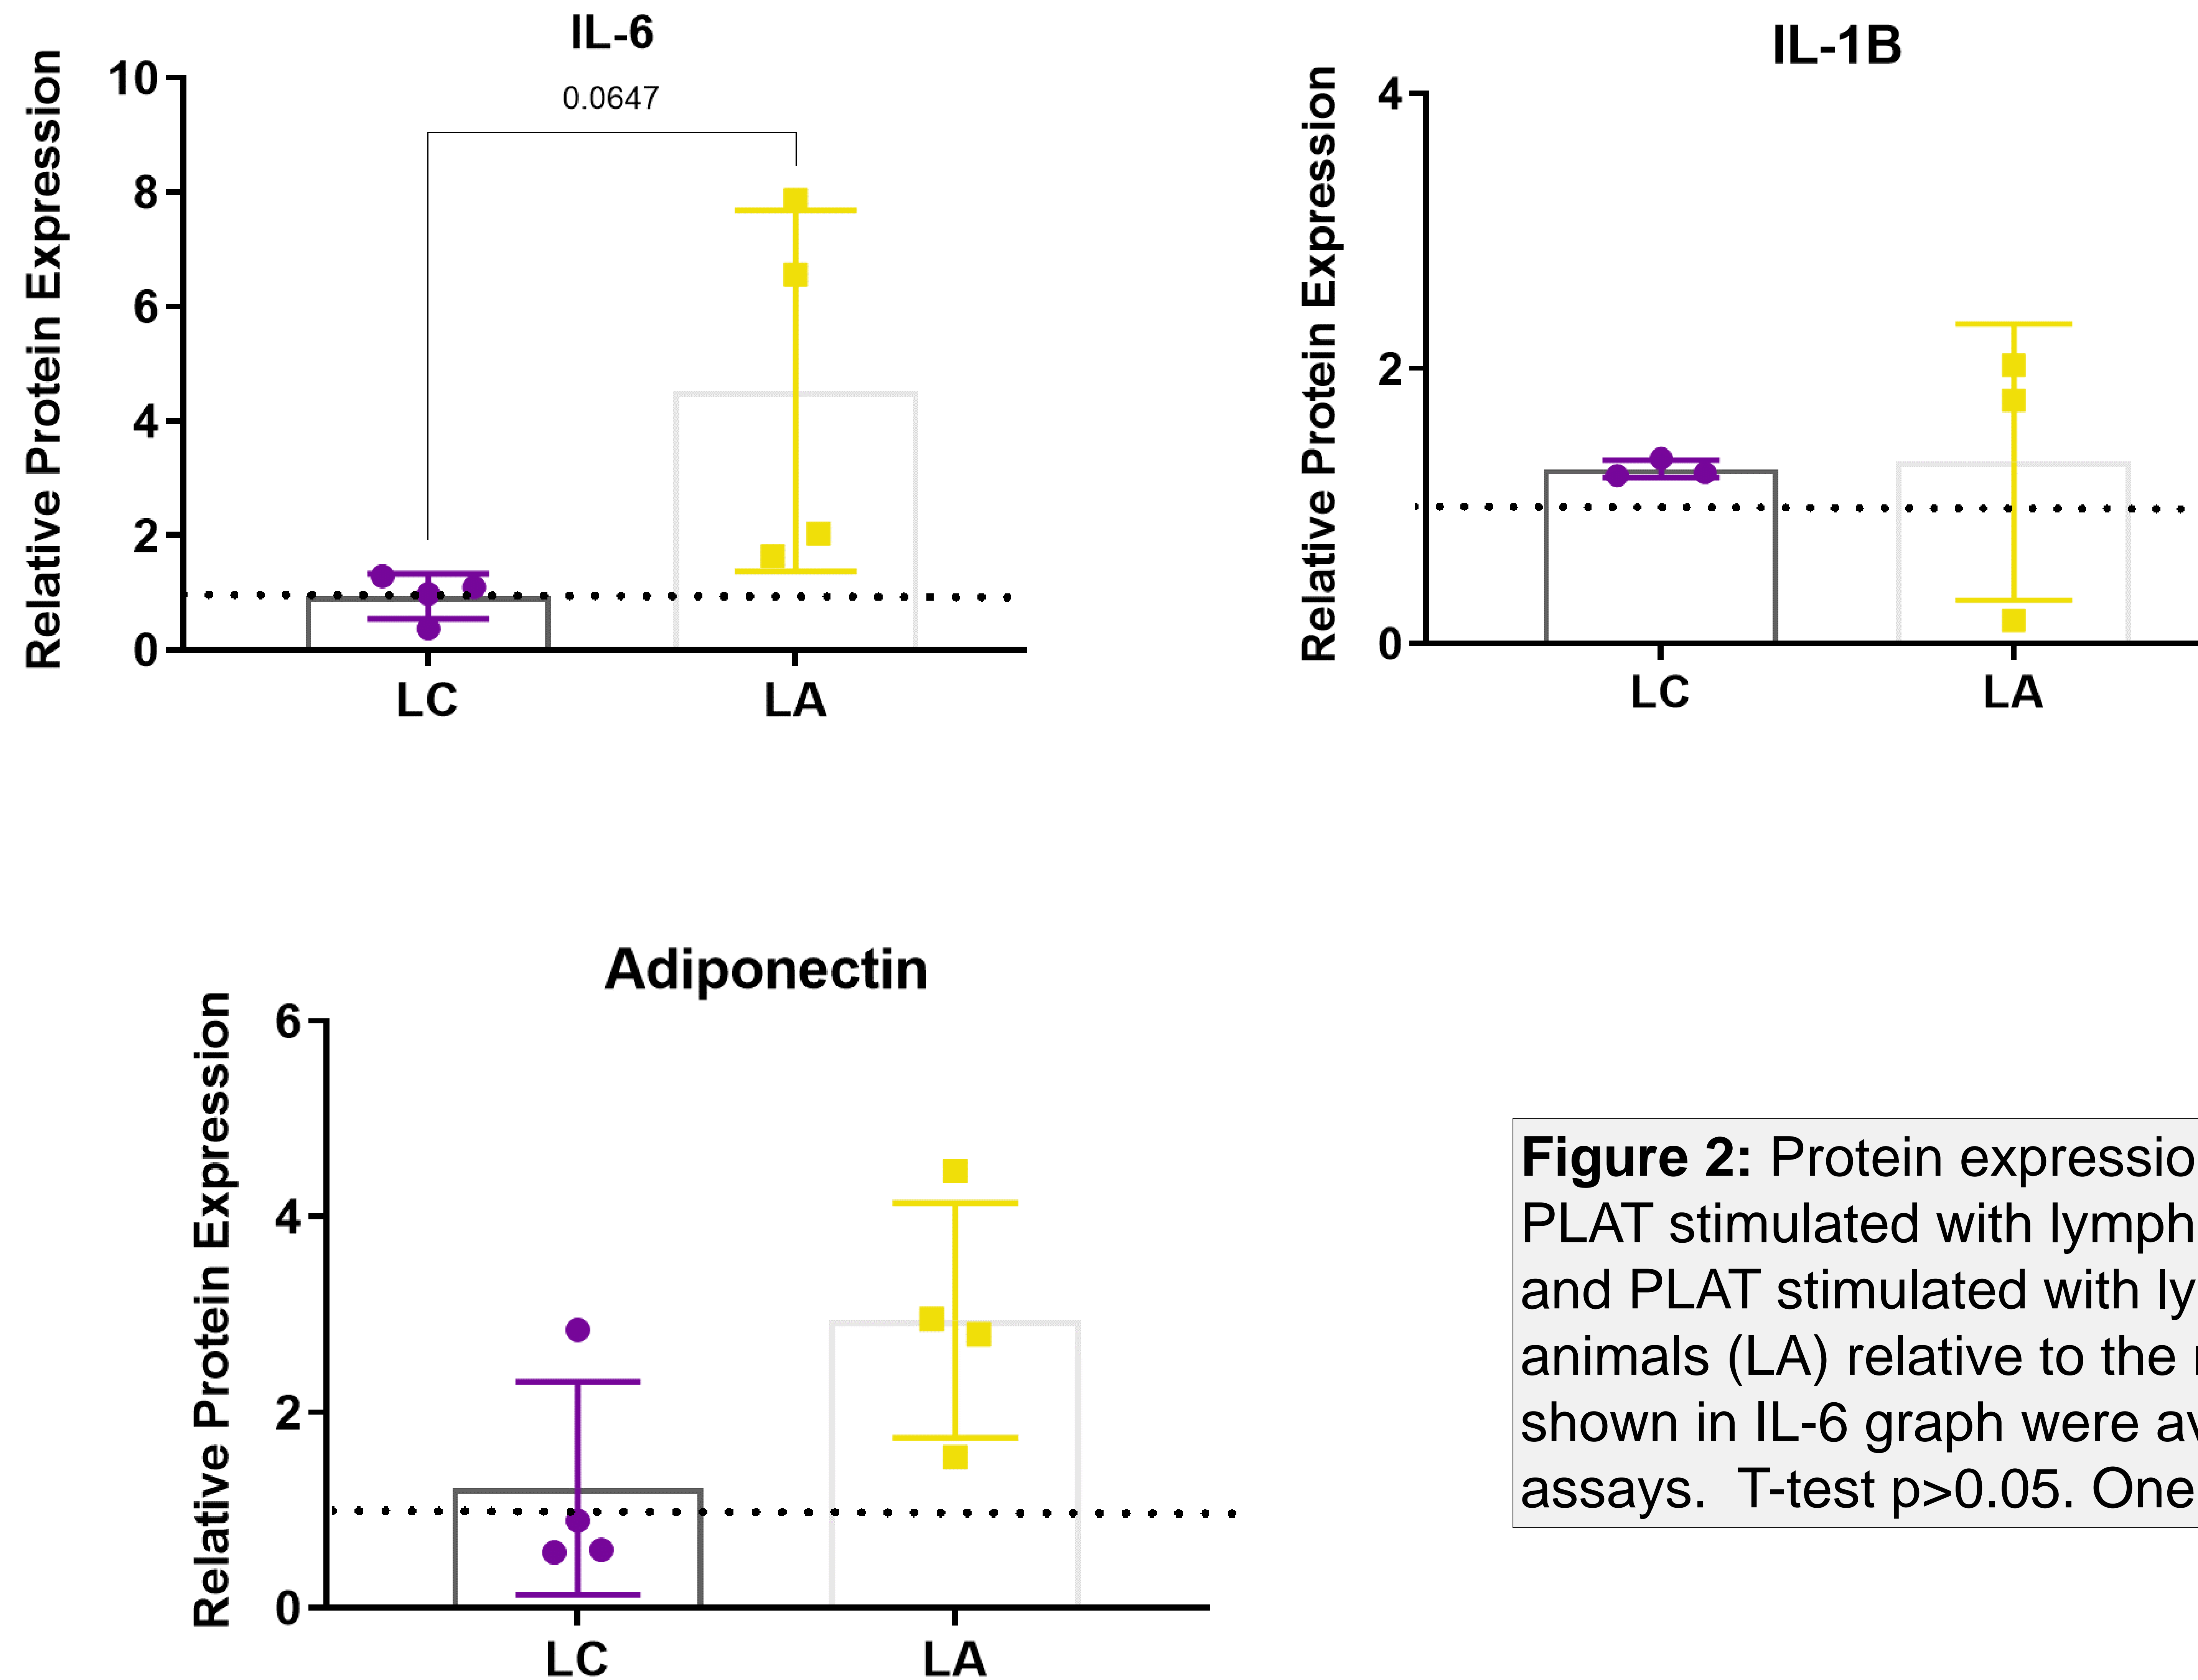 IL-6
Relative Protein Expression
10
8
6
4
2
0
0.0647
LC
LA
IL-1B
Relative Protein Expression
4
2
0
LC
LA
Adiponectin
Relative Protein Expression
6
4
2
0
LC
LA
Figure 2: Protein expressio
PLAT stimulated with lymph
and PLAT stimulated with ly
animals (LA) relative to the
shown in IL-6 graph were av
assays. T-test p>0.05. One